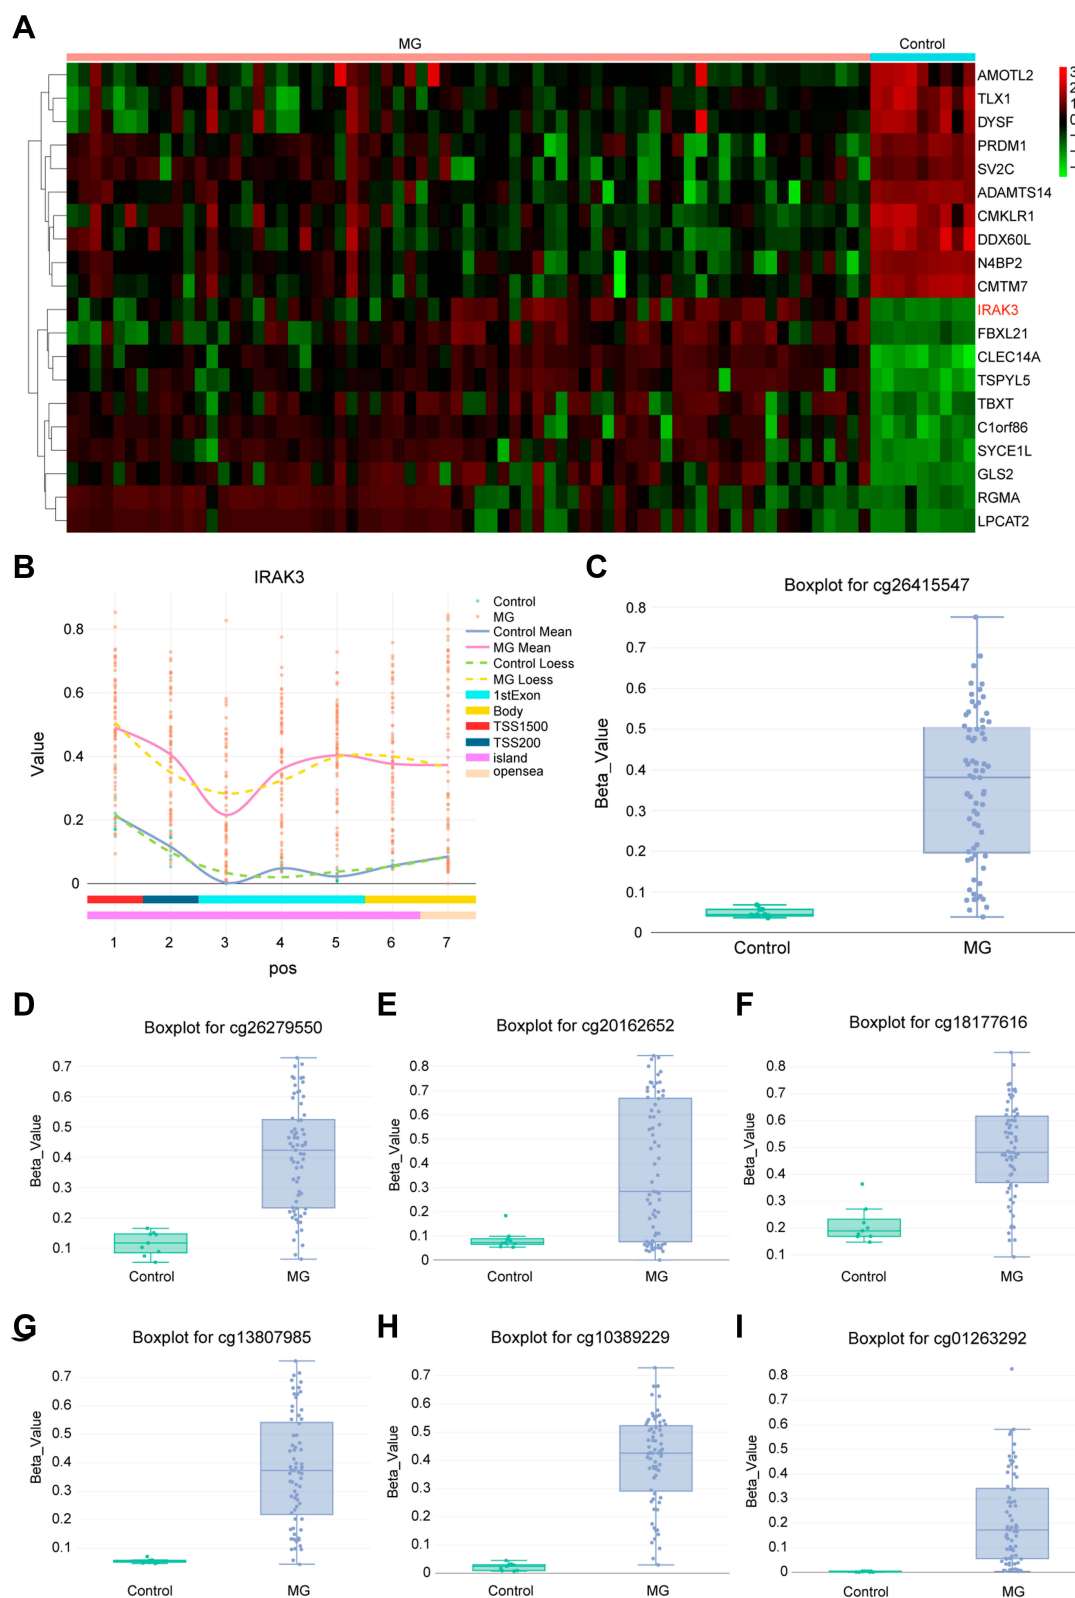 A
MG
Control
AMOTL2
TLX1
DYSF
PRDM1
SV2C
ADAMTS14
CMKLR1
DDX60L
N4BP2
CMTM7
IRAK3
FBXL21
CLEC14A
TSPYL5
TBXT
C1orf86
SYCE1L
GLS2
RGMA
LPCAT2
3
2
1
0
B
IRAK3
Value
0.8
0.6
0.4
0.2
0
1 2 3 4 5 6 7
pos
Control
MG
Control Mean
MG Mean
Control Loess
MG Loess
1stExon
Body
TSS1500
TSS200
island
opensea
C
Boxplot for cg26415547
Beta_Value
0.8
0.7
0.6
0.5
0.4
0.3
0.2
0.1
0
Control MG
D
Boxplot for cg26279550
Beta_Value
0.7
0.6
0.5
0.4
0.3
0.2
0.1
Control MG
E
Boxplot for cg20162652
Beta_Value
0.8
0.7
0.6
0.5
0.4
0.3
0.2
0.1
0
Control MG
F
Boxplot for cg18177616
Beta_Value
0.8
0.7
0.6
0.5
0.4
0.3
0.2
0.1
Control MG
G
Boxplot for cg13807985
Beta_Value
0.7
0.6
0.5
0.4
0.3
0.2
0.1
Control MG
H
Boxplot for cg10389229
Beta_Value
0.7
0.6
0.5
0.4
0.3
0.2
0.1
0
Control MG
I
Boxplot for cg01263292
Beta_Value
0.8
0.7
0.6
0.5
0.4
0.3
0.2
0.1
0
Control MG